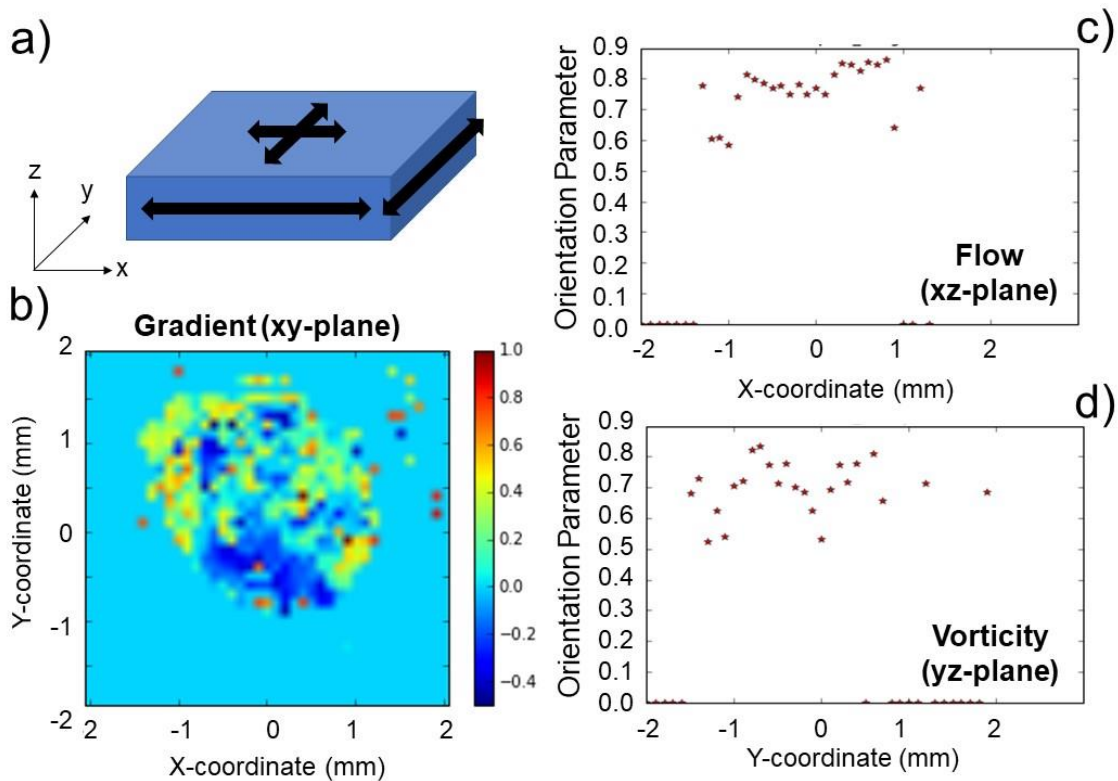 a)
z
y
x
b)
Gradient (xy-plane)
2
1
0
-1
-2
Y-coordinate (mm)
-2
-1
0
1
2
X-coordinate (mm)
1.0
0.8
0.6
0.4
0.2
0.0
−0.2
−0.4
c)
0.9
0.8
0.7
0.6
0.5
0.4
0.3
0.2
0.1
0.0
Orientation Parameter
Flow
(xz-plane)
-2
-1
0
1
2
X-coordinate (mm)
d)
0.9
0.8
0.7
0.6
0.5
0.4
0.3
0.2
0.1
0.0
Orientation Parameter
Vorticity
(yz-plane)
-2
-1
0
1
2
Y-coordinate (mm)